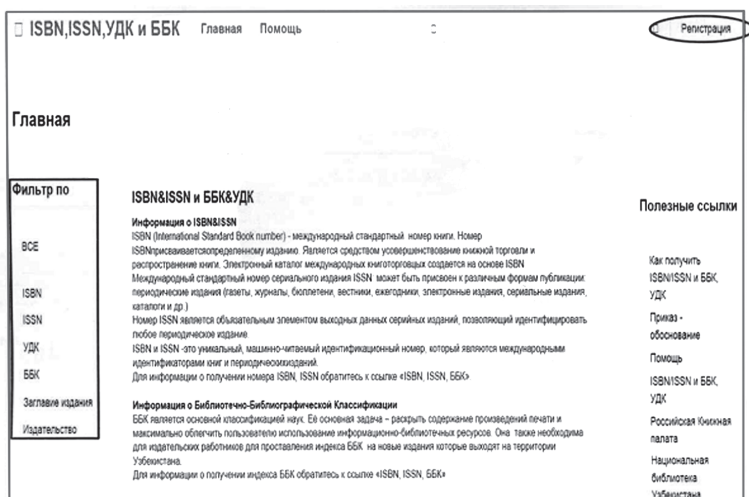 ISBN,ISSN,УДК и ББК Главная Помощь Регистрация
Главная
Фильтр по
ВСЕ
ISBN
ISSN
УДК
ББК
Заглавие издания
Издательство
ISBN&ISSN и ББК&УДК
Информация о ISBN&ISSN
ISBN (International Standard Book number) - международный стандартный номер книги. Номер
ISBNприсваиваетсяопределенному изданию. Является средством усовершенствование книжной торговли и
распространение книги. Электронный каталог международных книготорговцых создается на основе ISBN
Международный стандартный номер сериального издания ISSN может быть присвоен к различным формам публикации:
периодические издания (газеты, журналы, бюллетени, вестники, ежегодники, электронные издания, сериальные издания,
каталоги и др.)
Номер ISSN является объязательным элементом выходных данных серийных изданий, позволяющий идентифицировать
любое периодическое издание
ISBN и ISSN -это уникальный, машинно-читаемый идентификационный номер, который являются международными
идентификаторами книг и периодическихизданий.
Для информации о получении номера ISBN, ISSN обратитесь к ссылке «ISBN, ISSN, ББК»
Информация о Библиотечно-Библиографической Классификации
ББК является основной классификацией наук. Её основная задача – раскрыть содержание произведений печати и
максимально облегчить пользователю использование информационно-библиотечных ресурсов. Она также необходима
для издательских работников для проставления индекса ББК на новые издания которые выходят на территории
Узбекистана.
Для информации о получении индекса ББК обратитесь к ссылке «ISBN, ISSN, ББК»
Полезные ссылки
Как получить
ISBN/ISSN и ББК,
УДК
Приказ -
обоснование
Помощь
ISBN/ISSN и ББК,
УДК
Российская Книжная
палата
Национальная
библиотека
Узбекистана